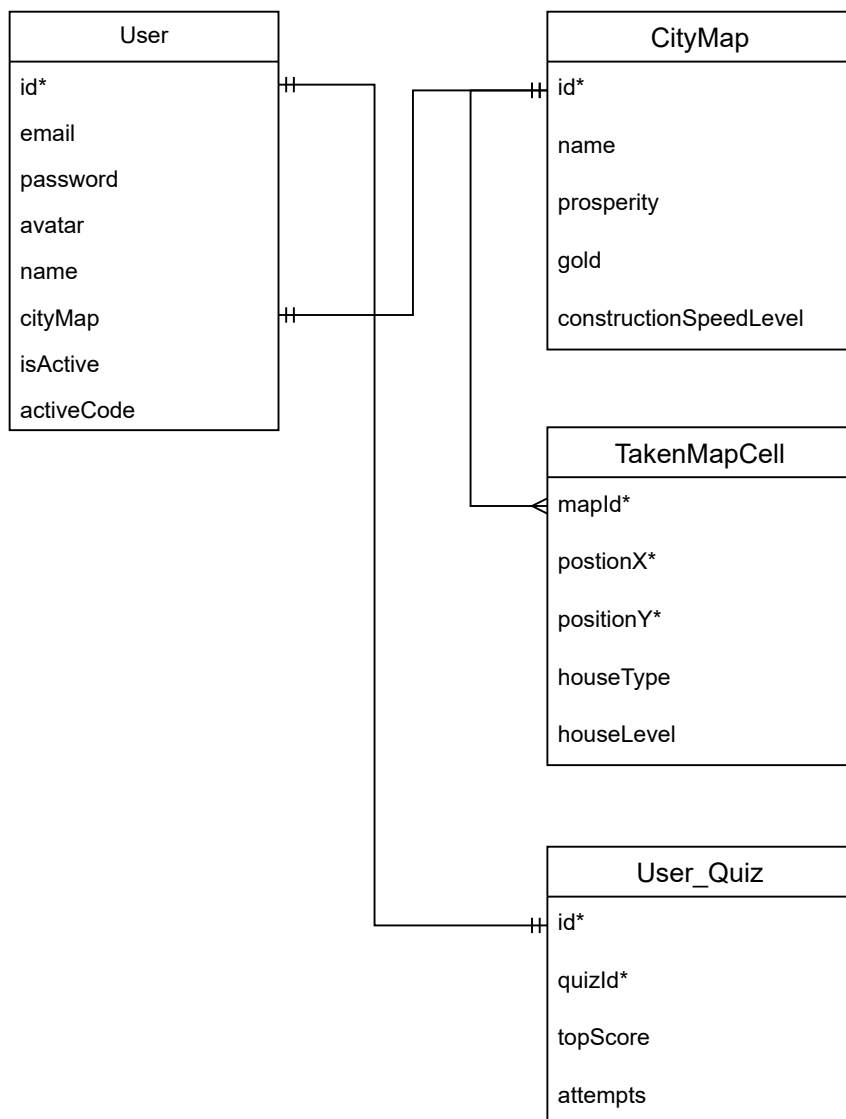 User
id*
email
password
avatar
name
cityMap
isActive
activeCode
CityMap
id*
name
prosperity
gold
constructionSpeedLevel
TakenMapCell
mapId*
postionX*
positionY*
houseType
houseLevel
User_Quiz
id*
quizId*
topScore
attempts